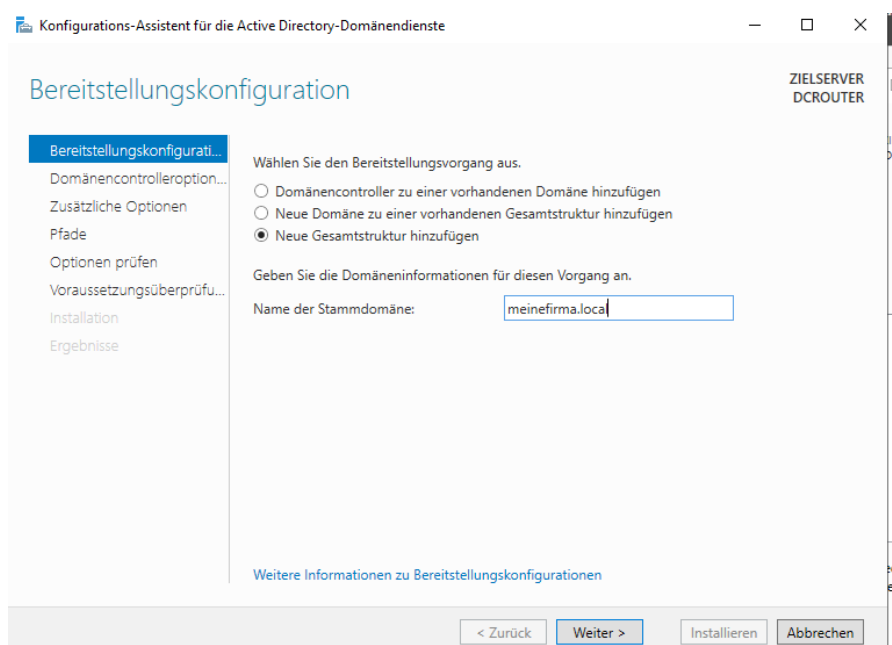 Konfigurations-Assistent für die Active Directory-Domänendienste
Bereitstellungskonfiguration
ZIELSERVER
DCROUTER
Bereitstellungskonfigurati...
Domänencontrolleroption...
Zusätzliche Optionen
Pfade
Optionen prüfen
Voraussetzungsüberprüfu...
Installation
Ergebnisse
Wählen Sie den Bereitstellungsvorgang aus.
Domänencontroller zu einer vorhandenen Domäne hinzufügen
Neue Domäne zu einer vorhandenen Gesamtstruktur hinzufügen
Neue Gesamtstruktur hinzufügen
Geben Sie die Domäneninformationen für diesen Vorgang an.
Name der Stammdomäne: meinefirma.local
Weitere Informationen zu Bereitstellungskonfigurationen
< Zurück Weiter > Installieren Abbrechen